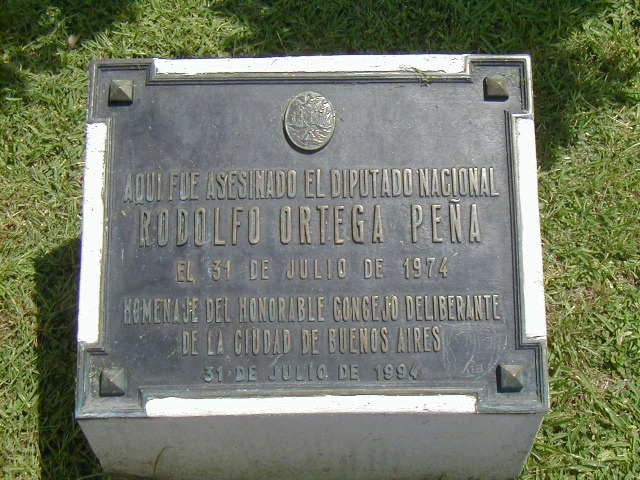 AQUI FUE ASESINADO EL DIPUTADO NACIONAL
RODOLFO ORTEGA PEÑA
EL 31 DE JULIO DE 1974
HOMENAJE DEL HONORABLE CONCEJO DELIBERANTE
DE LA CIUDAD DE BUENOS AIRES
31 DE JULIO DE 1994